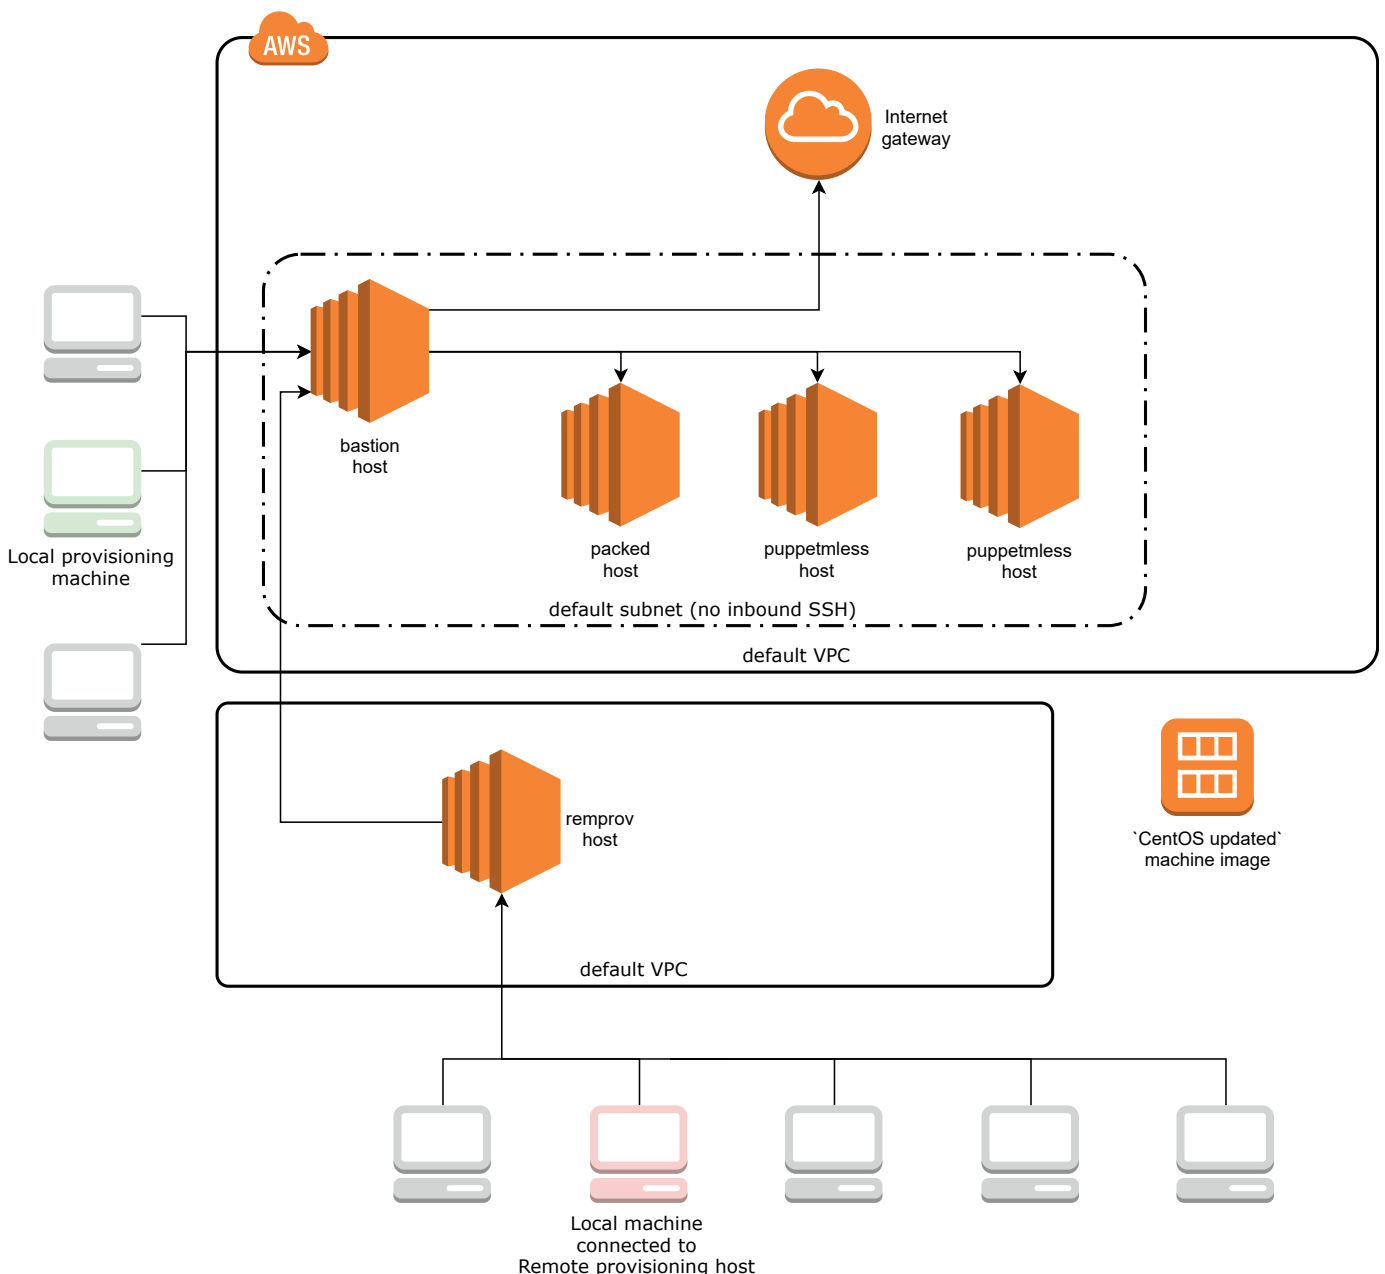 AWS
Internet
gateway
bastion
host
packed
host
puppetmless
host
puppetmless
host
Local provisioning
machine
default subnet (no inbound SSH)
default VPC
remprov
host
`CentOS updated`
machine image
default VPC
Local machine
connected to
Remote provisioning host